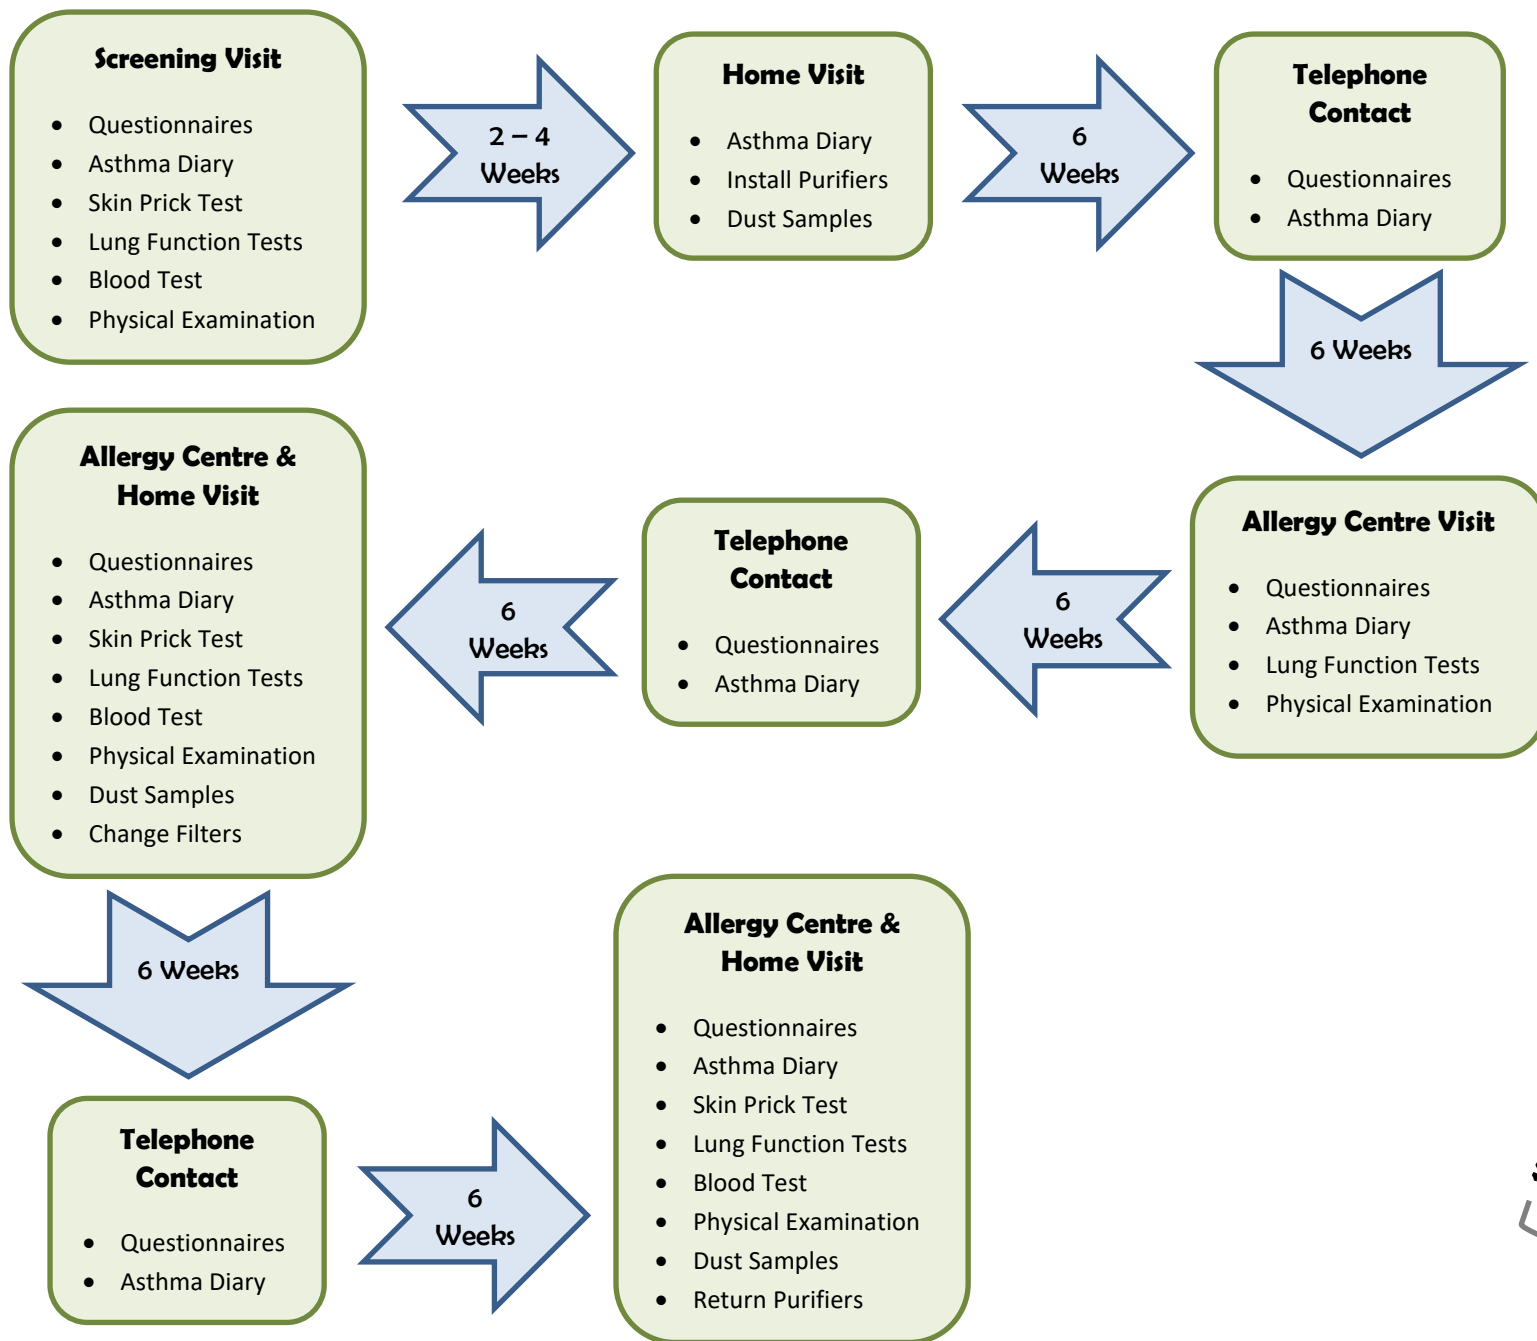 Screening Visit
• Questionnaires
• Asthma Diary
• Skin Prick Test
• Lung Function Tests
• Blood Test
• Physical Examination
2 – 4
Weeks
Home Visit
• Asthma Diary
• Install Purifiers
• Dust Samples
6
Weeks
Telephone
Contact
• Questionnaires
• Asthma Diary
6 Weeks
Allergy Centre Visit
• Questionnaires
• Asthma Diary
• Lung Function Tests
• Physical Examination
6
Weeks
Telephone
Contact
• Questionnaires
• Asthma Diary
6
Weeks
Allergy Centre &
Home Visit
• Questionnaires
• Asthma Diary
• Skin Prick Test
• Lung Function Tests
• Blood Test
• Physical Examination
• Dust Samples
• Change Filters
6 Weeks
Telephone
Contact
• Questionnaires
• Asthma Diary
6
Weeks
Allergy Centre &
Home Visit
• Questionnaires
• Asthma Diary
• Skin Prick Test
• Lung Function Tests
• Blood Test
• Physical Examination
• Dust Samples
• Return Purifiers